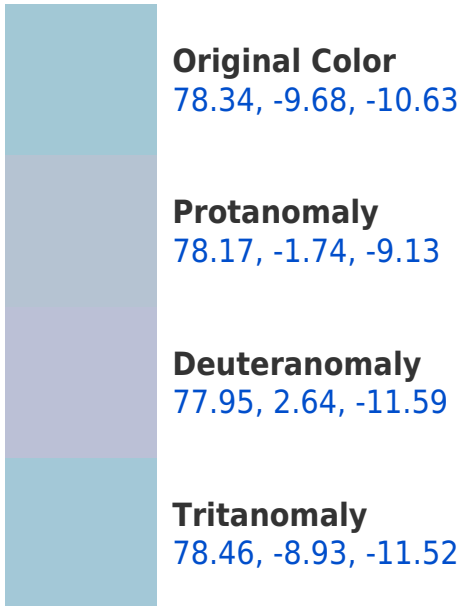 Original Color
78.34, -9.68, -10.63
Protanomaly
78.17, -1.74, -9.13
Deuteranomaly
77.95, 2.64, -11.59
Tritanomaly
78.46, -8.93, -11.52